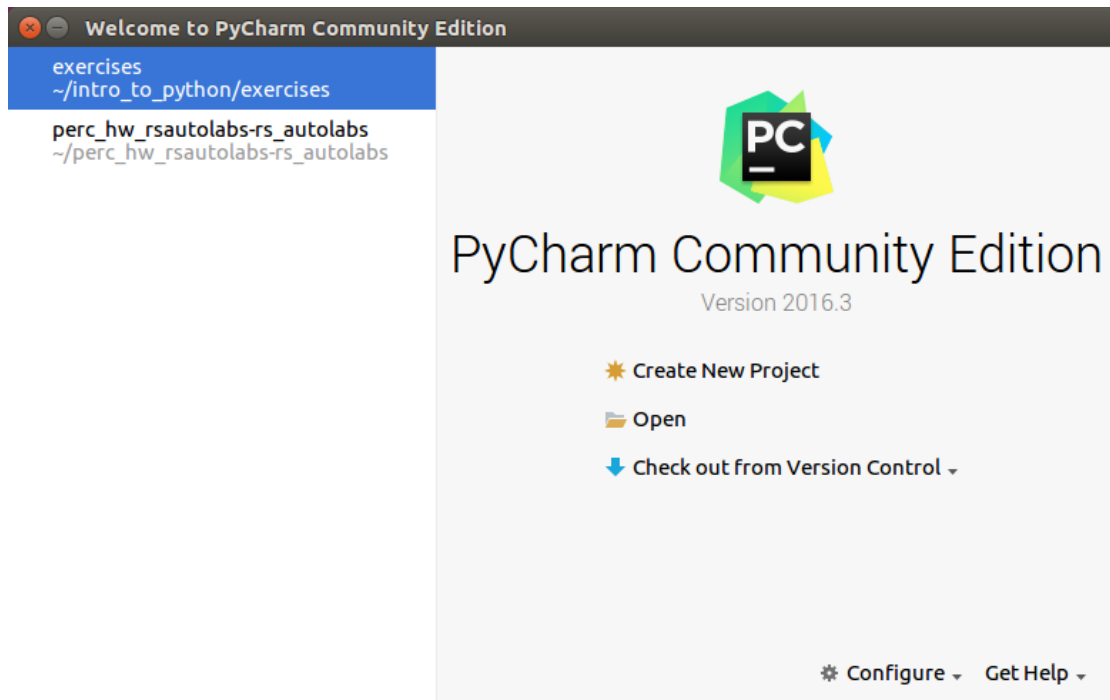 Welcome to PyCharm Community Edition
exercises
~/intro_to_python/exercises
perc_hw_rsautolabs-rs_autolabs
~/perc_hw_rsautolabs-rs_autolabs
PC
PyCharm Community Edition
Version 2016.3
Create New Project
Open
Check out from Version Control
Configure
Get Help